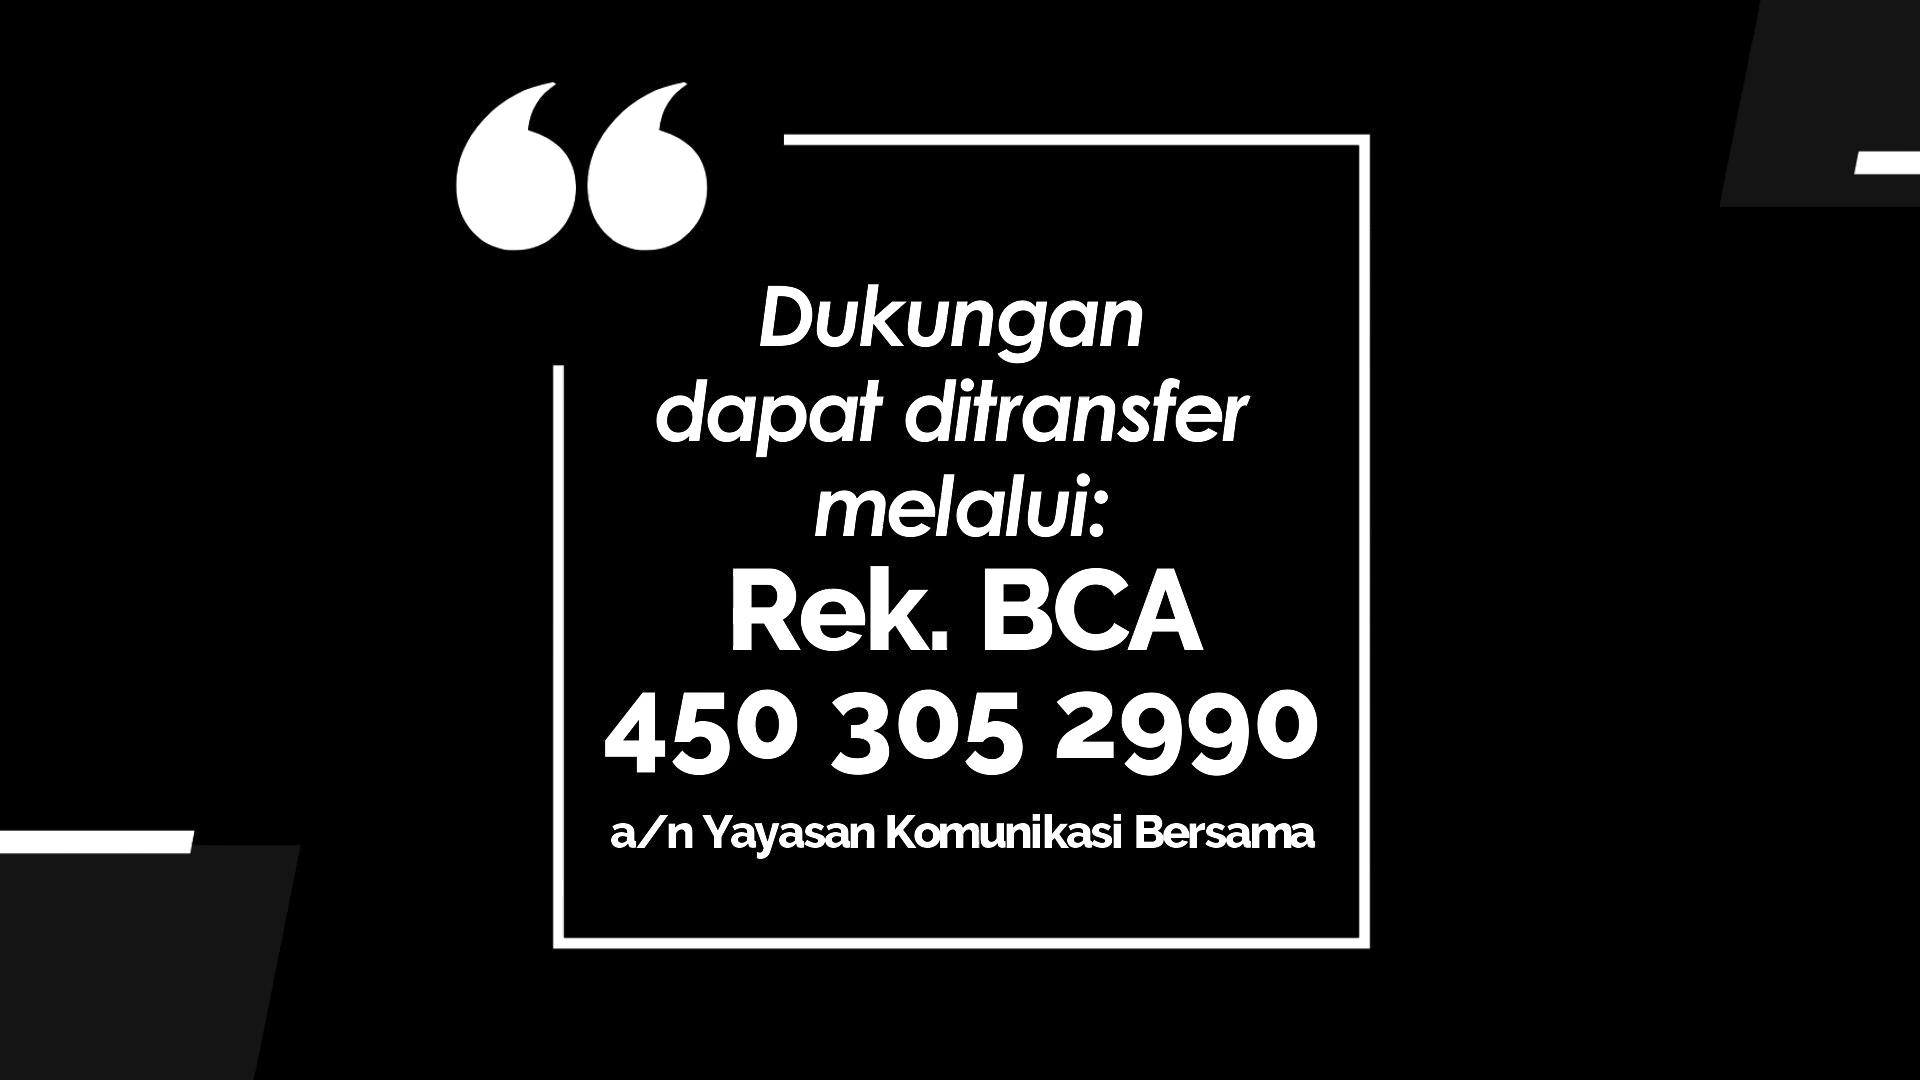 Dukungan
dapat ditransfer
melalui:
Rek. BCA
450 305 2990
a/n Yayasan Komunikasi Bersama